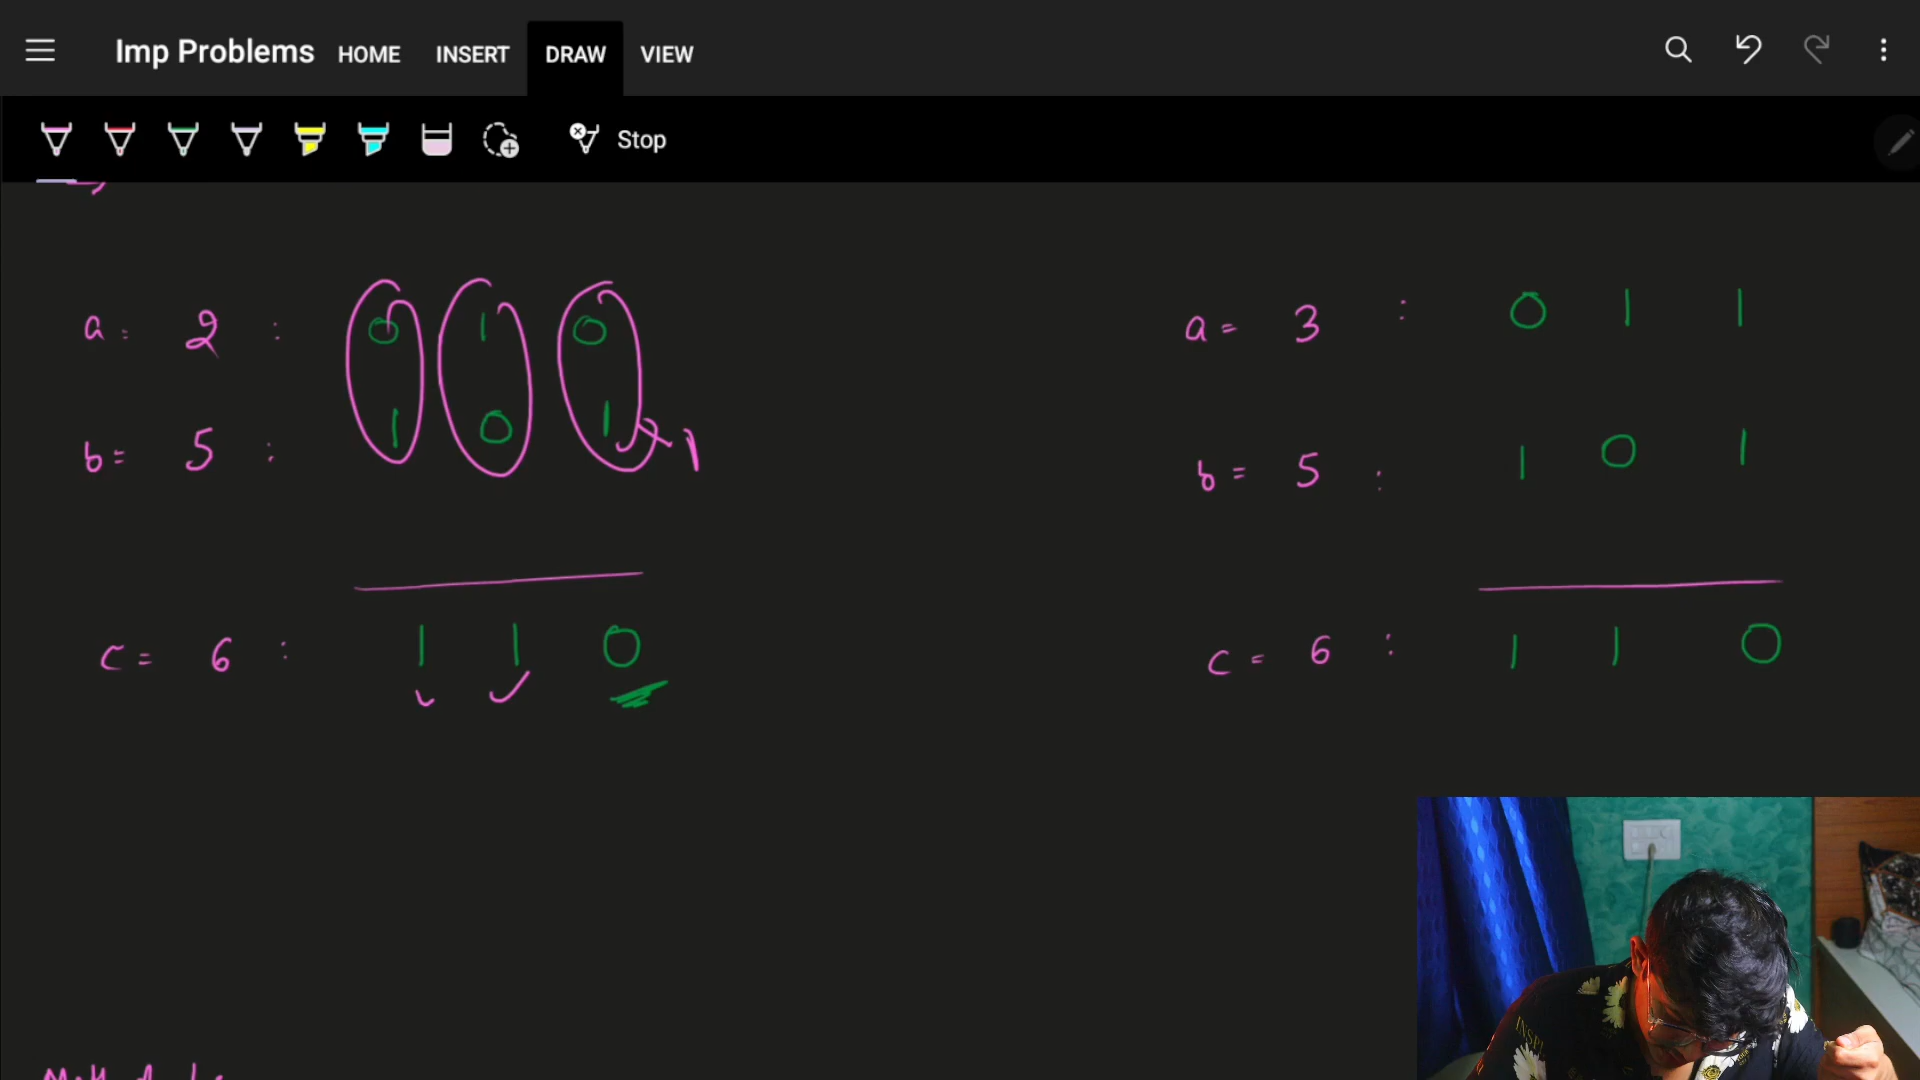 Imp Problems HOME INSERT DRAW VIEW
Stop
a = 2 : 0 1 0
b = 5 : 1 0 1 1
c = 6 : 1 1 0
a = 3 : 0 1 1
b = 5 : 1 0 1
c = 6 : 1 1 0